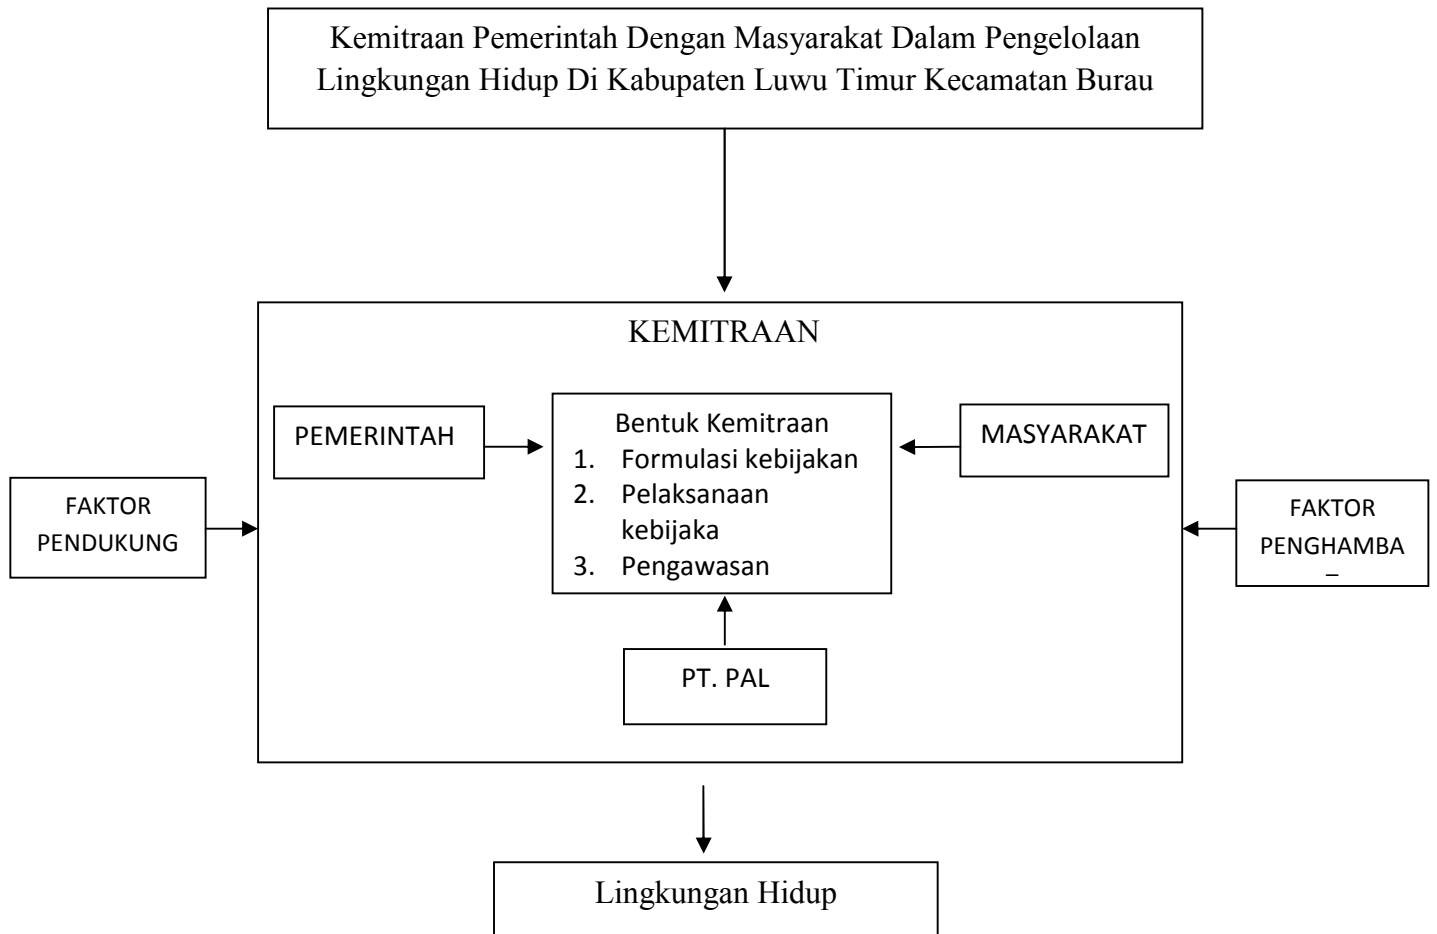 Kemitraan Pemerintah Dengan Masyarakat Dalam Pengelolaan
Lingkungan Hidup Di Kabupaten Luwu Timur Kecamatan Burau
KEMITRAAN
PEMERINTAH
Bentuk Kemitraan
1. Formulasi kebijakan
2. Pelaksanaan
kebijaka
3. Pengawasan
MASYARAKAT
FAKTOR
PENDUKUNG
FAKTOR
PENGHAMBA
PT. PAL
Lingkungan Hidup